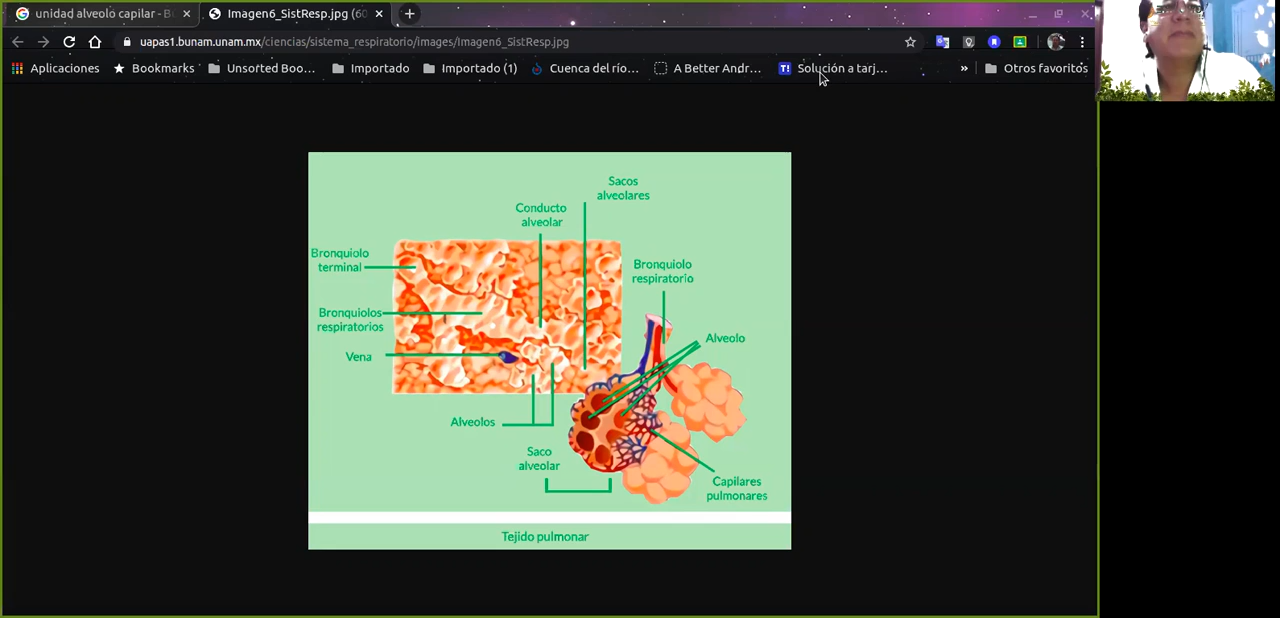 unidad alveolo capilar - B
Imagen6_SistResp.jpg (60
uapas1.bunam.unam.mx/ciencias/sistema_respiratorio/images/Imagen6_SistResp.jpg
Aplicaciones
Bookmarks
Unsorted Boo...
Importado
Importado (1)
Cuenca del río...
A Better Andr...
T!
Solución a tarj...
»
Otros favoritos
Sacos
alveolares
Conducto
alveolar
Bronquiolo
terminal
Bronquiolo
respiratorio
Bronquiolos
respiratorios
Alveolo
Vena
Alveolos
Saco
alveolar
Capilares
pulmonares
Tejido pulmonar